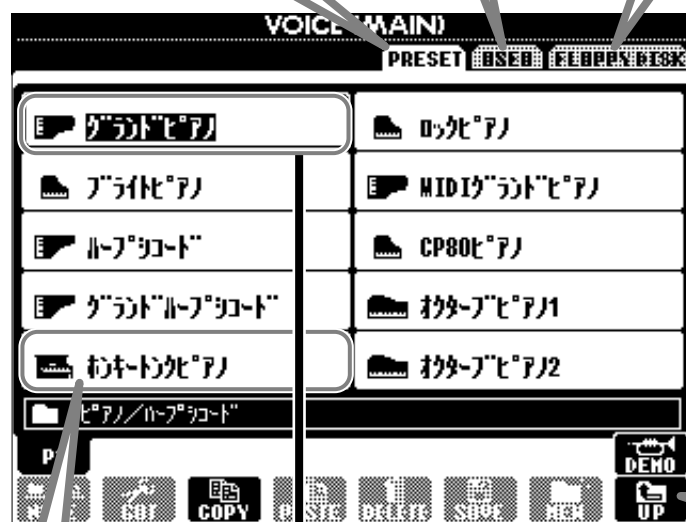 VOICE (MAIN)
PRESET USER FLOPPY DISK
グランドピアノ
ロックピアノ
ブライトピアノ
MIDIグランドピアノ
ハープシコード
CP80ピアノ
グランドハープシコード
オクターブピアノ1
ホンキートンクピアノ
オクターブピアノ2
ピアノ/ハープシコード
DEMO
CUT COPY PASTE DELETE SAVE NEW UP